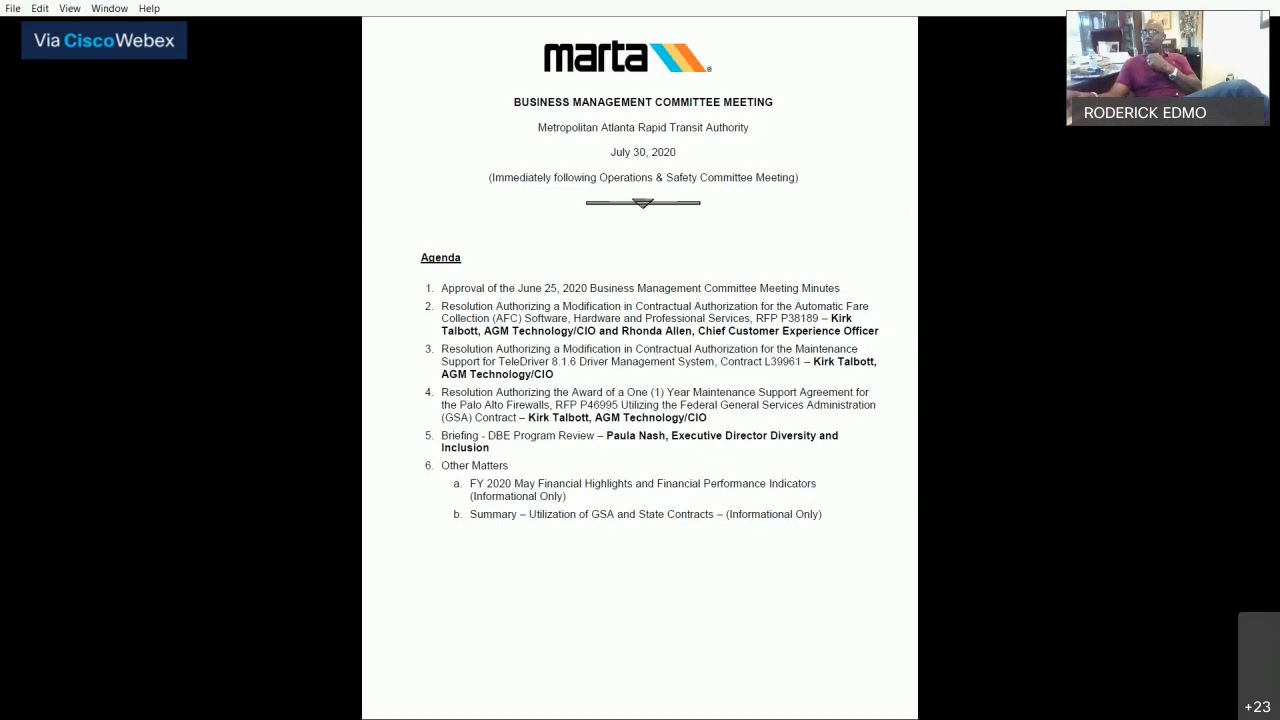 File Edit View Window Help
Via CiscoWebex
marta
RODERICK EDMO
BUSINESS MANAGEMENT COMMITTEE MEETING
Metropolitan Atlanta Rapid Transit Authority
July 30, 2020
(Immediately following Operations & Safety Committee Meeting)
Agenda
1. Approval of the June 25, 2020 Business Management Committee Meeting Minutes
2. Resolution Authorizing a Modification in Contractual Authorization for the Automatic Fare
Collection (AFC) Software, Hardware and Professional Services, RFP P38189 – Kirk
Talbott, AGM Technology/CIO and Rhonda Allen, Chief Customer Experience Officer
3. Resolution Authorizing a Modification in Contractual Authorization for the Maintenance
Support for TeleDriver 8.1.6 Driver Management System, Contract L39961 – Kirk Talbott,
AGM Technology/CIO
4. Resolution Authorizing the Award of a One (1) Year Maintenance Support Agreement for
the Palo Alto Firewalls, RFP P46995 Utilizing the Federal General Services Administration
(GSA) Contract – Kirk Talbott, AGM Technology/CIO
5. Briefing - DBE Program Review – Paula Nash, Executive Director Diversity and
Inclusion
6. Other Matters
a. FY 2020 May Financial Highlights and Financial Performance Indicators
(Informational Only)
b. Summary – Utilization of GSA and State Contracts – (Informational Only)
+23